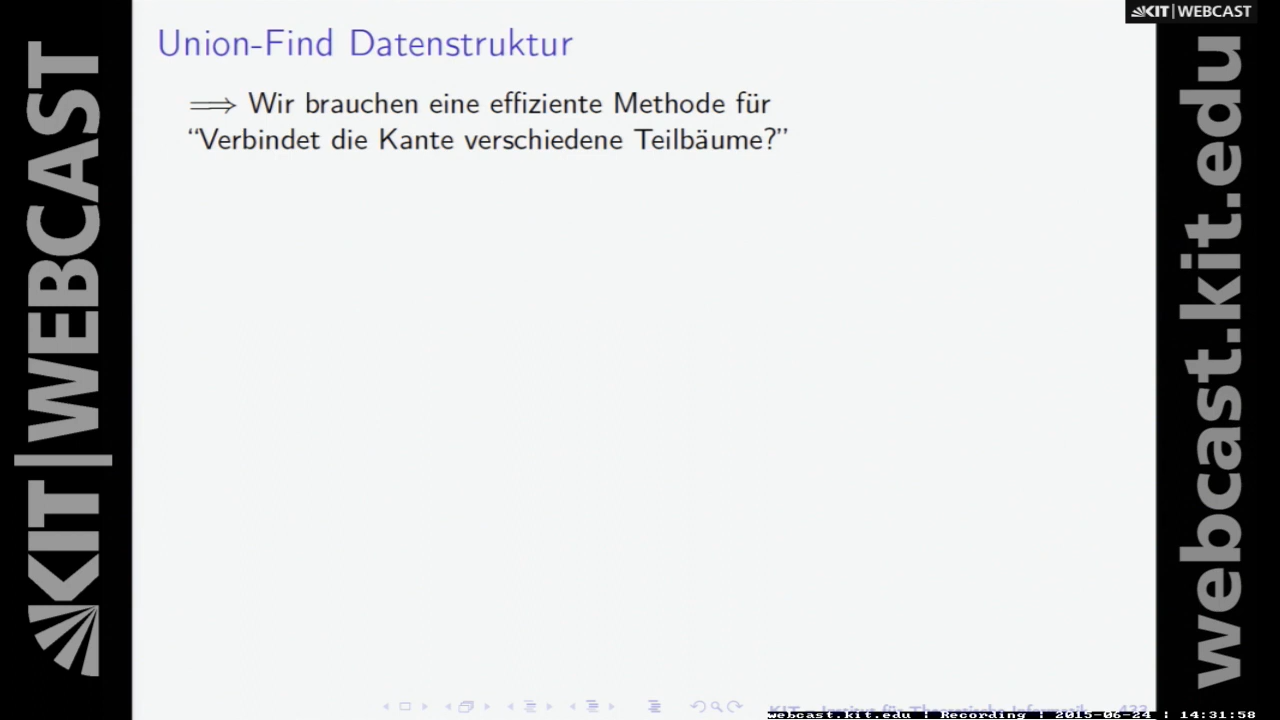 KIT | WEBCAST
Union-Find Datenstruktur
⟹ Wir brauchen eine effiziente Methode für
“Verbindet die Kante verschiedene Teilbäume?”
KIT | WEBCAST
webcast.kit.edu
webcast.kit.edu : Recording : 2015-06-24 : 14:31:58